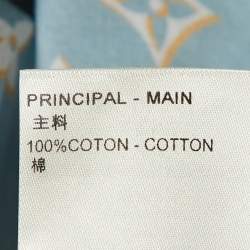 PRINCIPAL - MAIN
主料
100%COTON - COTTON
棉